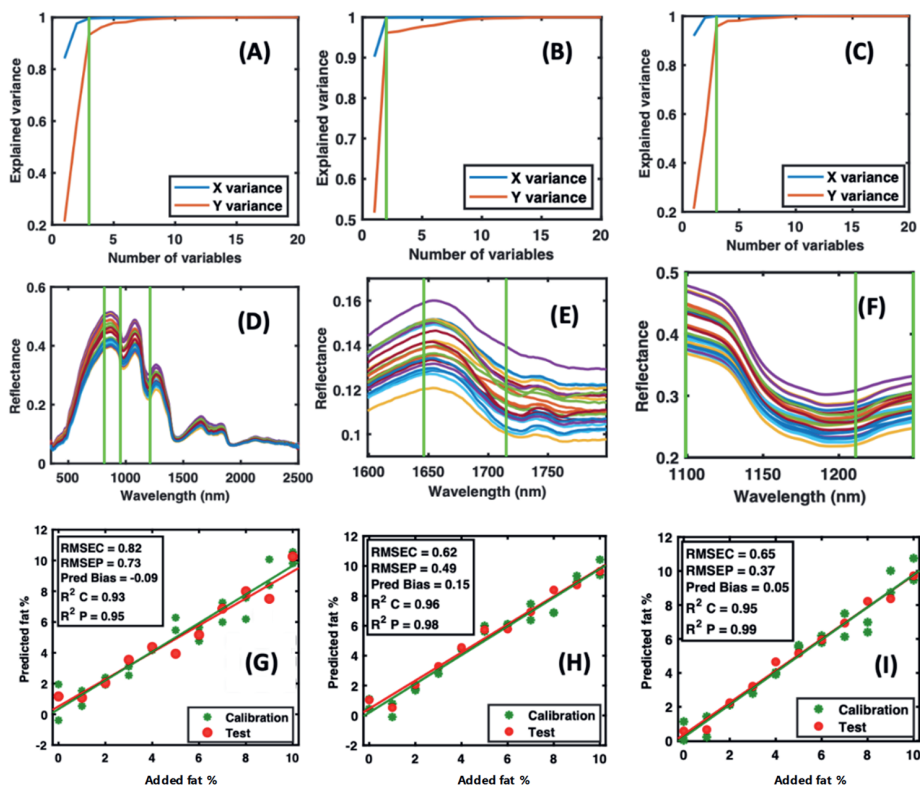 1
0.8
0.6
0.4
0.2
Explained variance
(A)
X variance
Y variance
0 5 10 15 20
Number of variables
1
0.9
0.8
0.7
0.6
0.5
Explained variance
(B)
X variance
Y variance
0 5 10 15 20
Number of variables
1
0.8
0.6
0.4
0.2
Explained variance
(C)
X variance
Y variance
0 5 10 15 20
Number of variables
0.6
0.4
0.2
0
Reflectance
(D)
500 1000 1500 2000 2500
Wavelength (nm)
0.16
0.14
0.12
0.1
Reflectance
(E)
1600 1650 1700 1750
Wavelength (nm)
0.5
0.4
0.3
0.2
Reflectance
(F)
1100 1150 1200
Wavelength (nm)
12
10
8
6
4
2
0
-2
Predicted fat %
RMSEC = 0.82
RMSEP = 0.73
Pred Bias = -0.09
R² C = 0.93
R² P = 0.95
(G)
Calibration
Test
0 2 4 6 8 10
Added fat %
12
10
8
6
4
2
0
-2
Predicted fat %
RMSEC = 0.62
RMSEP = 0.49
Pred Bias = 0.15
R² C = 0.96
R² P = 0.98
(H)
Calibration
Test
0 2 4 6 8 10
Added fat %
12
10
8
6
4
2
0
-2
Predicted fat %
RMSEC = 0.65
RMSEP = 0.37
Pred Bias = 0.05
R² C = 0.95
R² P = 0.99
(I)
Calibration
Test
0 2 4 6 8 10
Added fat %